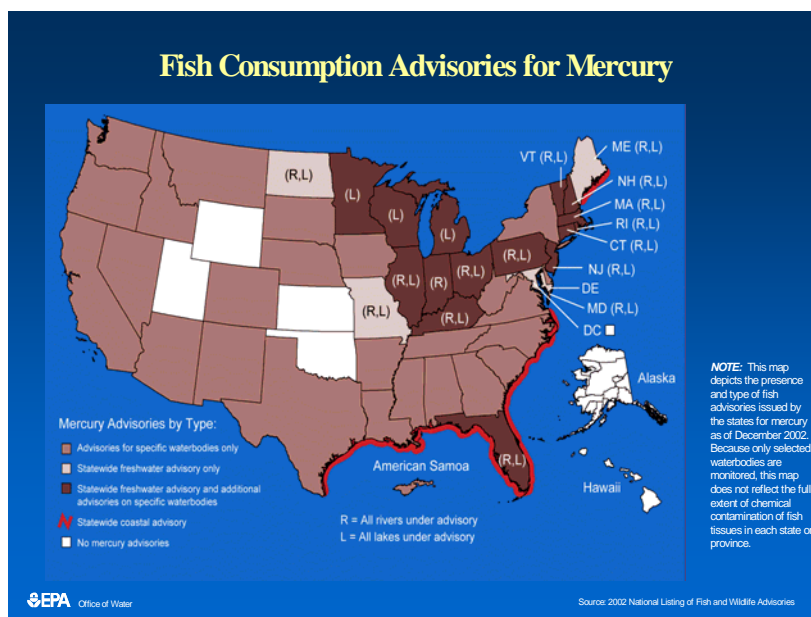 Fish Consumption Advisories for Mercury
(R,L)
(L)
(L)
(L)
(R,L)
(R)
(R,L)
(R,L)
(R,L)
(R,L)
(R,L)
VT (R,L)
ME (R,L)
NH (R,L)
MA (R,L)
RI (R,L)
CT (R,L)
NJ (R,L)
DE
MD (R,L)
DC
Alaska
Hawaii
American Samoa
Mercury Advisories by Type:
Advisories for specific waterbodies only
Statewide freshwater advisory only
Statewide freshwater advisory and additional
advisories on specific waterbodies
Statewide coastal advisory
No mercury advisories
R = All rivers under advisory
L = All lakes under advisory
NOTE: This map
depicts the presence
and type of fish
advisories issued by
the states for mercury
as of December 2002.
Because only selected
waterbodies are
monitored, this map
does not reflect the full
extent of chemical
contamination of fish
tissues in each state or
province.
EPA Office of Water
Source: 2002 National Listing of Fish and Wildlife Advisories